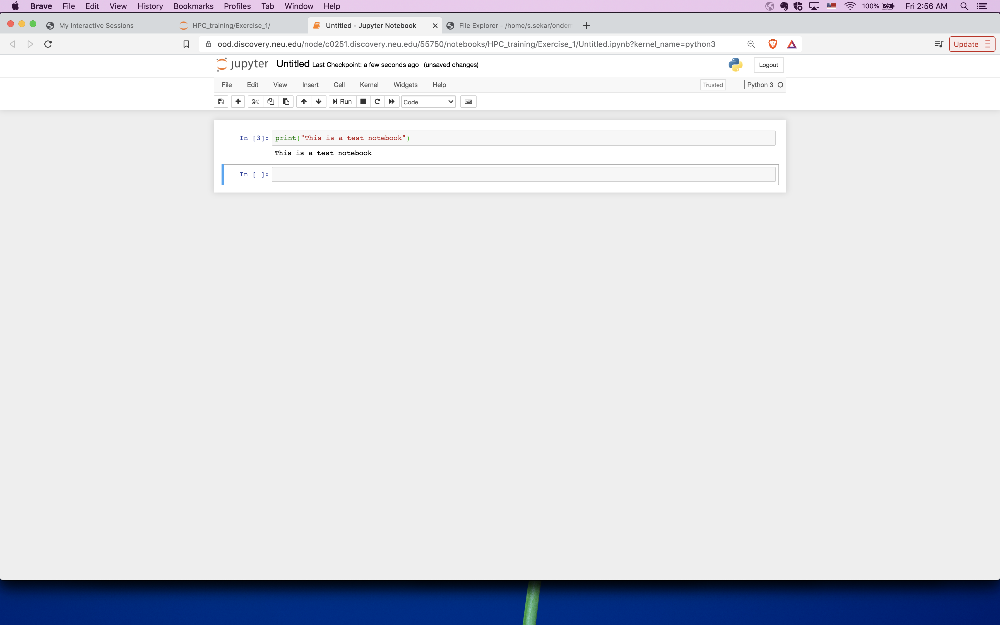 Brave File Edit View History Bookmarks Profiles Tab Window Help 100% Fri 2:56 AM
My Interactive Sessions HPC_training/Exercise_1/ Untitled - Jupyter Notebook File Explorer - /home/s.sekar/ondem
ood.discovery.neu.edu/node/c0251.discovery.neu.edu/55750/notebooks/HPC_training/Exercise_1/Untitled.ipynb?kernel_name=python3 Update
jupyter Untitled Last Checkpoint: a few seconds ago (unsaved changes) Logout
File Edit View Insert Cell Kernel Widgets Help Trusted Python 3
Run Code
In [3]: print("This is a test notebook")
This is a test notebook
In [ ]: